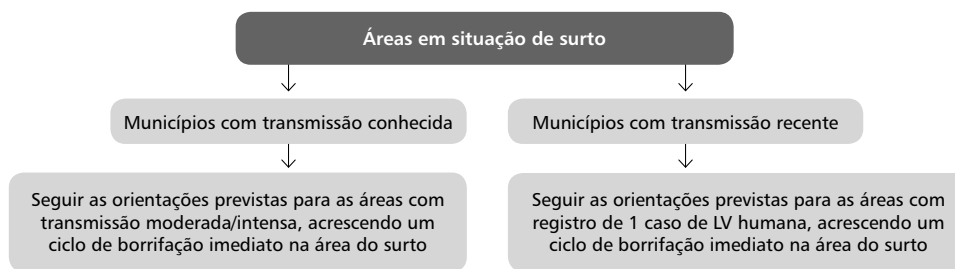 Áreas em situação de surto
Municípios com transmissão conhecida
Municípios com transmissão recente
Seguir as orientações previstas para as áreas com
transmissão moderada/intensa, acrescendo um
ciclo de borrifação imediato na área do surto
Seguir as orientações previstas para as áreas com
registro de 1 caso de LV humana, acrescendo um
ciclo de borrifação imediato na área do surto